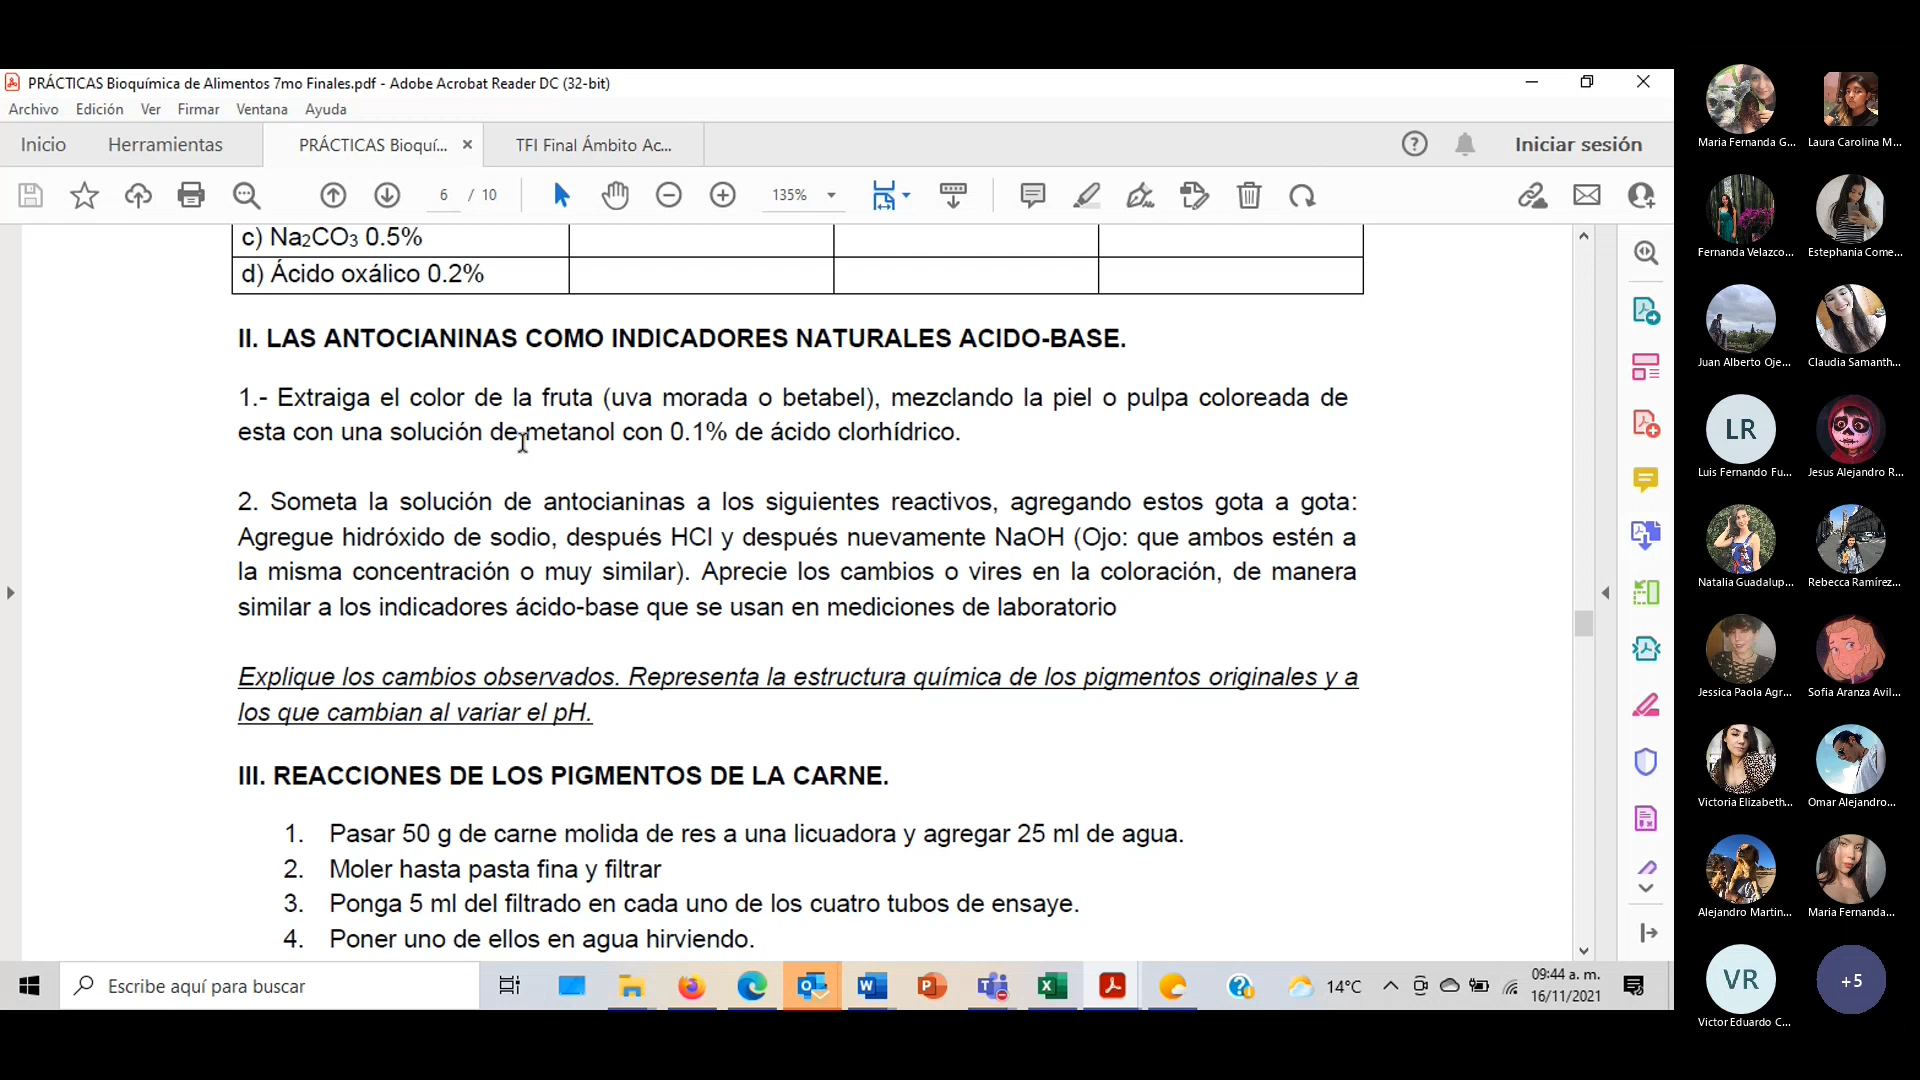 PRÁCTICAS Bioquímica de Alimentos 7mo Finales.pdf - Adobe Acrobat Reader DC (32-bit)
Archivo Edición Ver Firmar Ventana Ayuda
Inicio Herramientas PRÁCTICAS Bioquí... TFI Final Ámbito Ac... Iniciar sesión
6 / 10 135%
c) Na₂CO₃ 0.5%
d) Ácido oxálico 0.2%
II. LAS ANTOCIANINAS COMO INDICADORES NATURALES ACIDO-BASE.
1.- Extraiga el color de la fruta (uva morada o betabel), mezclando la piel o pulpa coloreada de
esta con una solución de metanol con 0.1% de ácido clorhídrico.
2. Someta la solución de antocianinas a los siguientes reactivos, agregando estos gota a gota:
Agregue hidróxido de sodio, después HCl y después nuevamente NaOH (Ojo: que ambos estén a
la misma concentración o muy similar). Aprecie los cambios o vires en la coloración, de manera
similar a los indicadores ácido-base que se usan en mediciones de laboratorio
Explique los cambios observados. Representa la estructura química de los pigmentos originales y a
los que cambian al variar el pH.
III. REACCIONES DE LOS PIGMENTOS DE LA CARNE.
1. Pasar 50 g de carne molida de res a una licuadora y agregar 25 ml de agua.
2. Moler hasta pasta fina y filtrar
3. Ponga 5 ml del filtrado en cada uno de los cuatro tubos de ensaye.
4. Poner uno de ellos en agua hirviendo.
Escribe aquí para buscar
14°C
09:44 a. m.
16/11/2021
Maria Fernanda G... Laura Carolina M...
Fernanda Velazco... Estephania Come...
Juan Alberto Oje... Claudia Samanth...
LR
Luis Fernando Fu... Jesus Alejandro R...
Natalia Guadalup... Rebecca Ramírez...
Jessica Paola Agr... Sofia Aranza Avil...
Victoria Elizabeth... Omar Alejandro...
Alejandro Martin... Maria Fernanda...
VR +5
Victor Eduardo C...